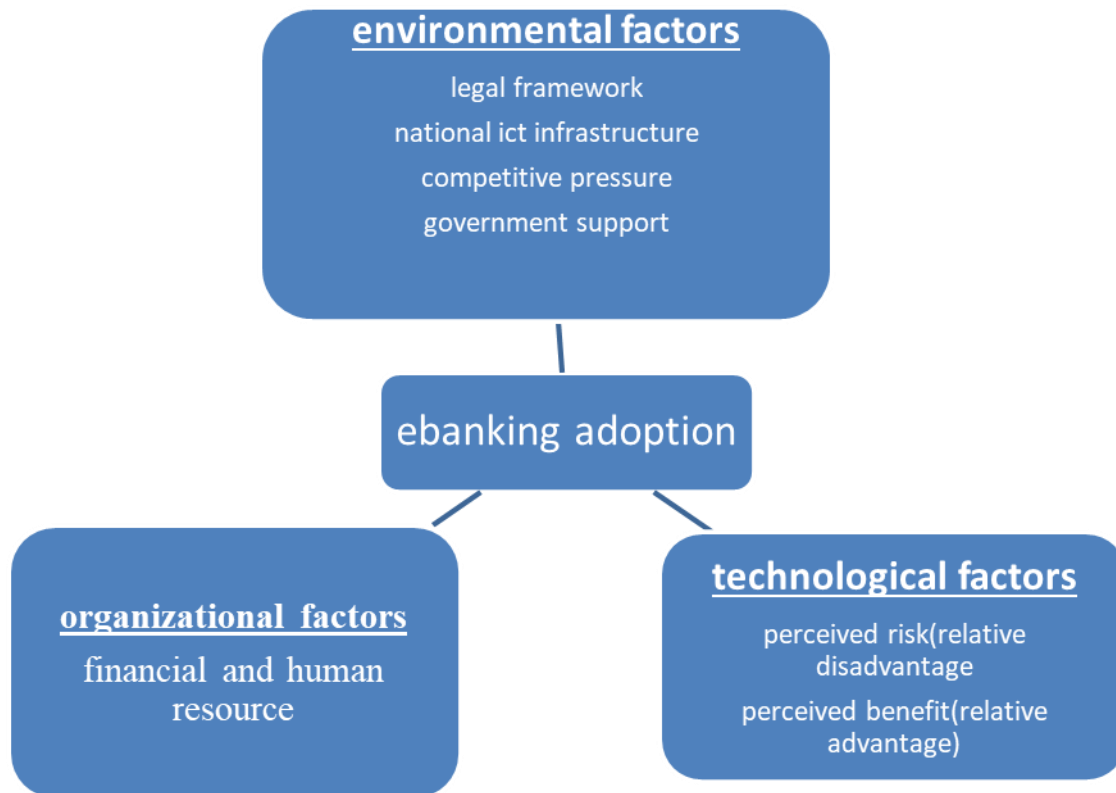 environmental factors
legal framework
national ict infrastructure
competitive pressure
government support
ebanking adoption
organizational factors
financial and human
resource
technological factors
perceived risk(relative
disadvantage
perceived benefit(relative
advantage)